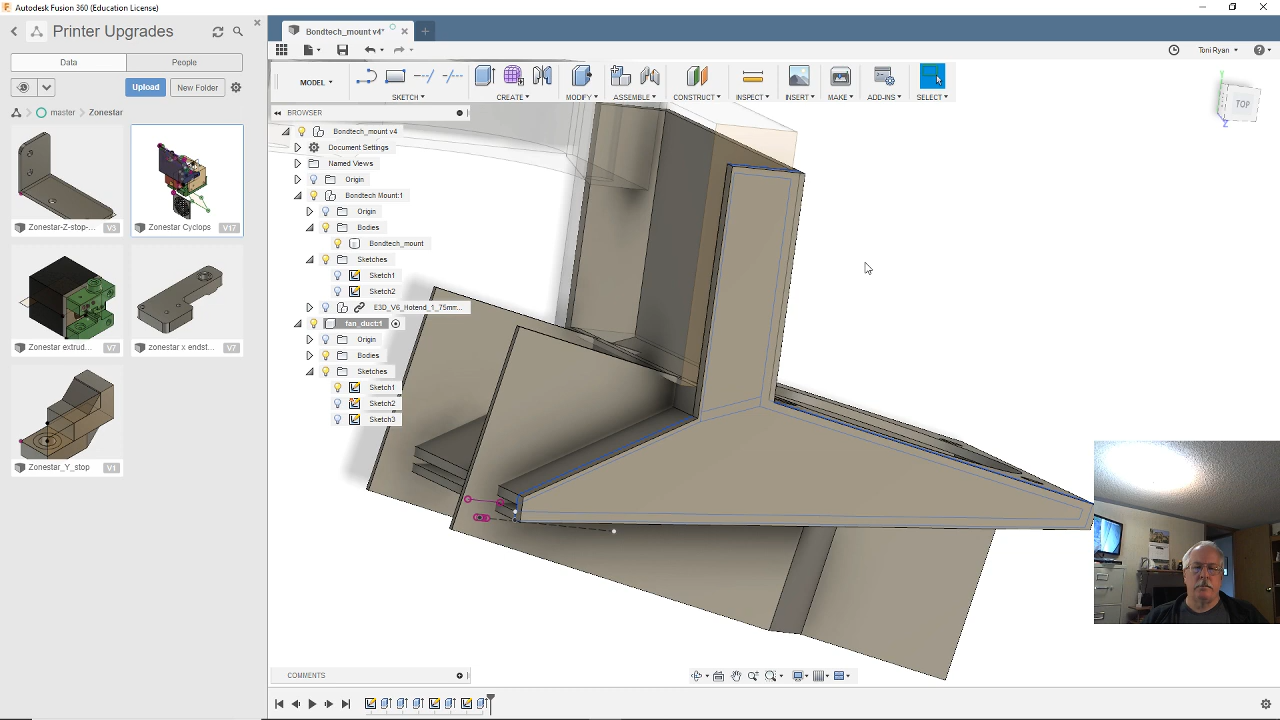 Autodesk Fusion 360 (Education License)
Printer Upgrades
Bondtech_mount v4*
Data
People
Toni Ryan
Upload
New Folder
MODEL
SKETCH
CREATE
MODIFY
ASSEMBLE
CONSTRUCT
INSPECT
INSERT
MAKE
ADD-INS
SELECT
TOP
Y
Z
master
Zonestar
BROWSER
Bondtech_mount v4
Document Settings
Named Views
Origin
Bondtech Mount:1
Origin
Bodies
Bondtech_mount
Sketches
Sketch1
Sketch2
E3D_V6_Hotend_1_75mm...
fan_duct:1
Origin
Bodies
Sketches
Sketch1
Sketch2
Sketch3
Zonestar-Z-stop-...
V3
Zonestar Cyclops
V17
Zonestar extrud...
V7
zonestar x endst...
V7
Zonestar_Y_stop
V1
COMMENTS